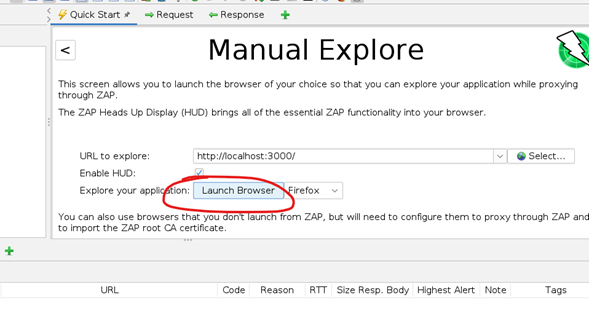 Quick Start Request Response
<
Manual Explore
This screen allows you to launch the browser of your choice so that you can explore your application while proxying
through ZAP.
The ZAP Heads Up Display (HUD) brings all of the essential ZAP functionality into your browser.
URL to explore: http://localhost:3000/ Select...
Enable HUD:
Explore your application: Launch Browser Firefox
You can also use browsers that you don't launch from ZAP, but will need to configure them to proxy through ZAP and
to import the ZAP root CA certificate.
URL Code Reason RTT Size Resp. Body Highest Alert Note Tags